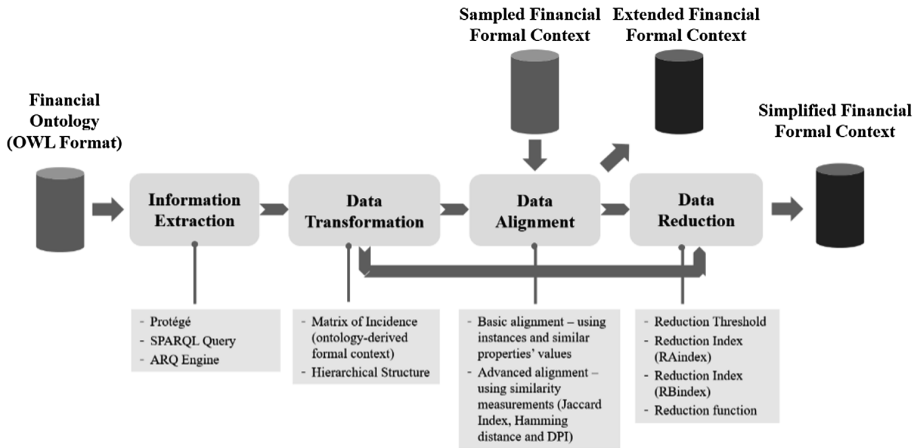 Sampled Financial
Formal Context
Extended Financial
Formal Context
Financial
Ontology
(OWL Format)
Simplified Financial
Formal Context
Information
Extraction
Data
Transformation
Data
Alignment
Data
Reduction
- Protégé
- SPARQL Query
- ARQ Engine
- Matrix of Incidence
(ontology-derived
formal context)
- Hierarchical Structure
- Basic alignment – using
instances and similar
properties' values
- Advanced alignment –
using similarity
measurements (Jaccard
Index, Hamming
distance and DPI)
- Reduction Threshold
- Reduction Index
(RAindex)
- Reduction Index
(RBindex)
- Reduction function